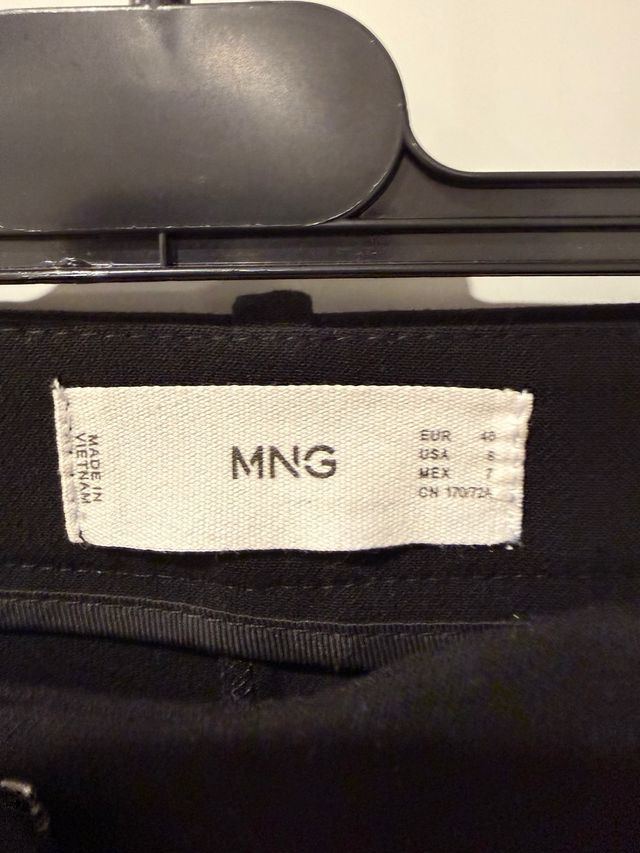 MADE IN
VIETNAM
MNG
EUR 40
USA 8
MEX 7
CN 170/72A